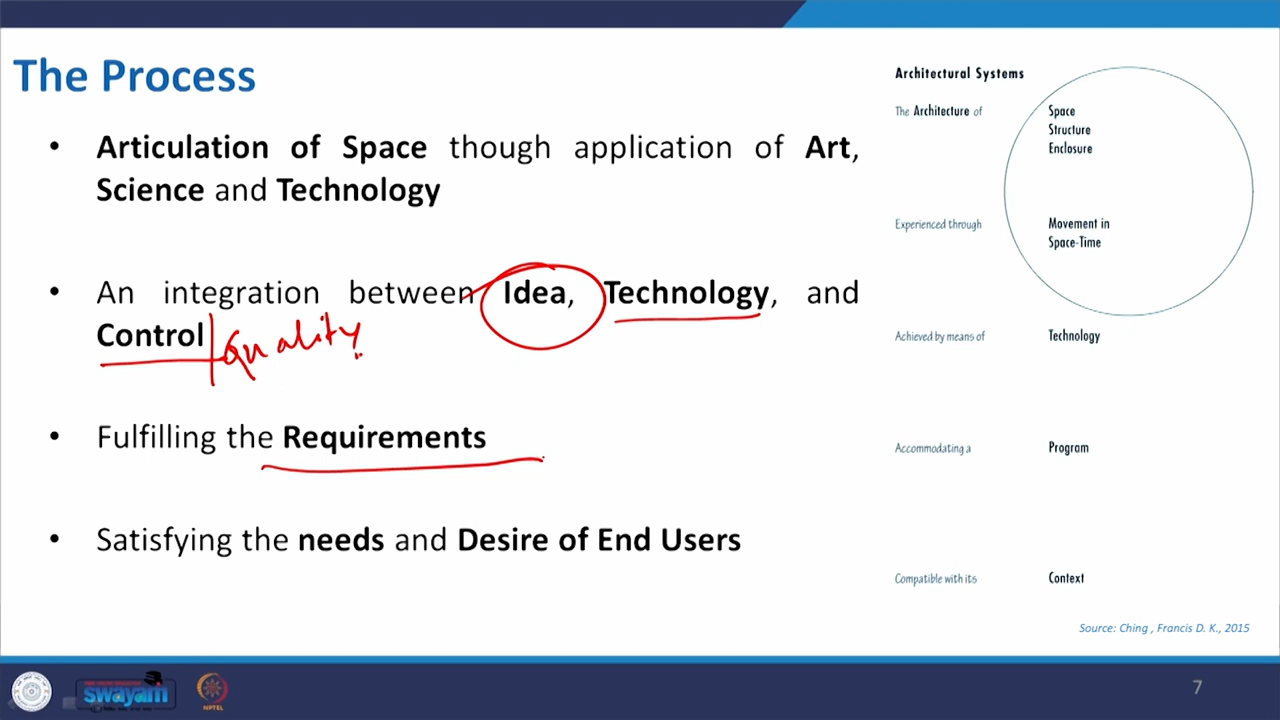 The Process
• Articulation of Space though application of Art,
Science and Technology
• An integration between Idea, Technology, and
Control quality
• Fulfilling the Requirements
• Satisfying the needs and Desire of End Users
Architectural Systems
The Architecture of Space
Structure
Enclosure
Experienced through Movement in
Space-Time
Achieved by means of Technology
Accommodating a Program
Compatible with its Context
Source: Ching , Francis D. K., 2015
swayam
NPTEL
7